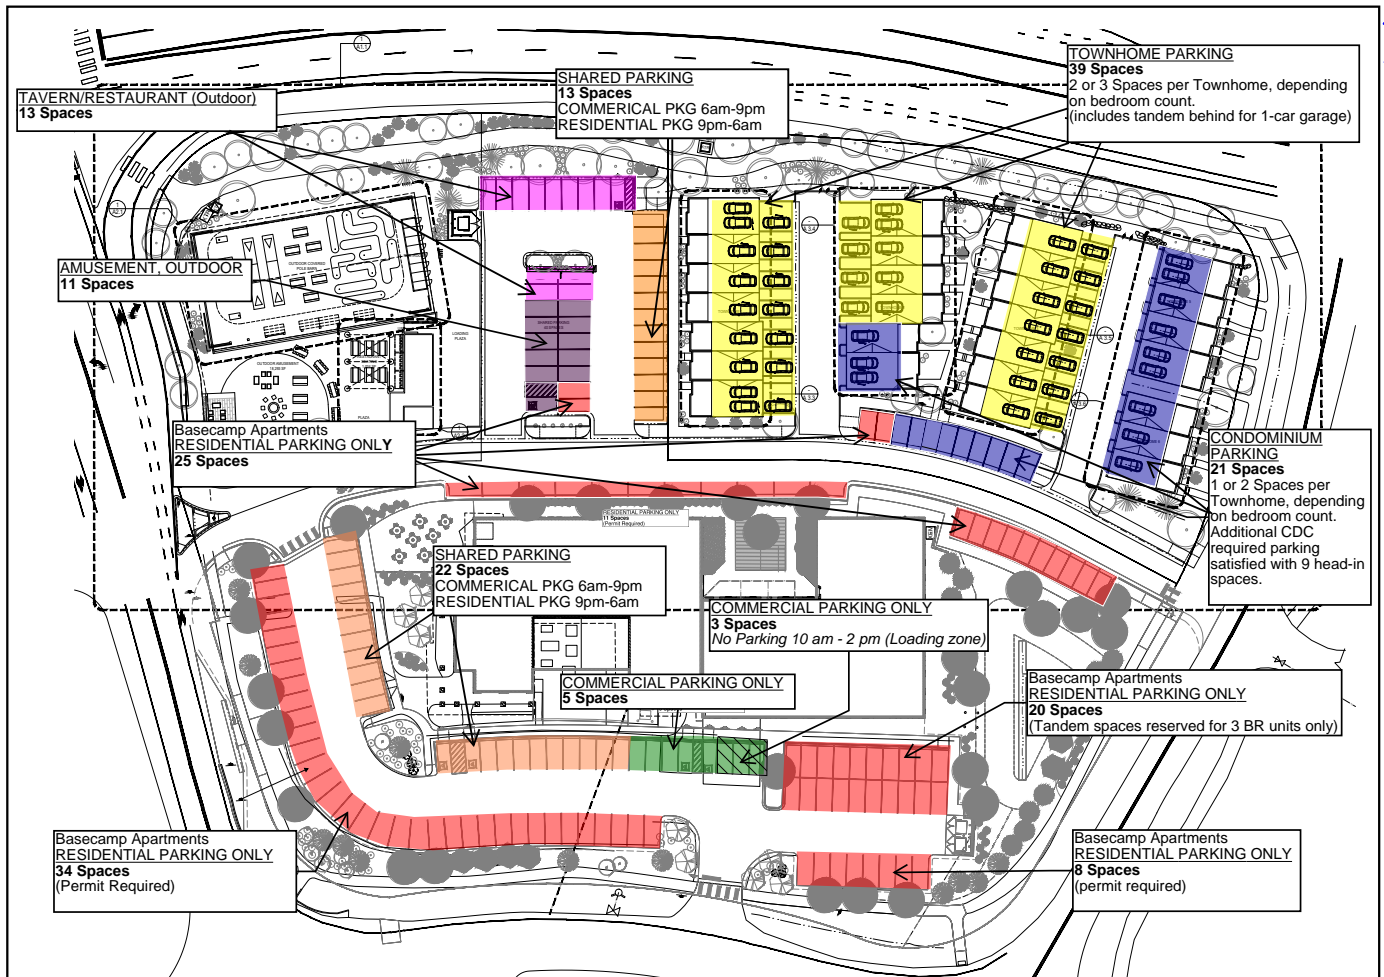 TAVERN/RESTAURANT (Outdoor)
13 Spaces
SHARED PARKING
13 Spaces
COMMERICAL PKG 6am-9pm
RESIDENTIAL PKG 9pm-6am
TOWNHOME PARKING
39 Spaces
2 or 3 Spaces per Townhome, depending
on bedroom count.
(includes tandem behind for 1-car garage)
AMUSEMENT, OUTDOOR
11 Spaces
OUTDOOR COVERED
LOADING
PLAZA
OUTDOOR AMUSEMENT
PLAZA
Basecamp Apartments
RESIDENTIAL PARKING ONLY
25 Spaces
CONDOMINIUM
PARKING
21 Spaces
1 or 2 Spaces per
Townhome, depending
on bedroom count.
Additional CDC
required parking
satisfied with 9 head-in
spaces.
RESIDENTIAL PARKING ONLY
11 Spaces
(Permit Required)
SHARED PARKING
22 Spaces
COMMERICAL PKG 6am-9pm
RESIDENTIAL PKG 9pm-6am
COMMERCIAL PARKING ONLY
3 Spaces
No Parking 10 am - 2 pm (Loading zone)
COMMERCIAL PARKING ONLY
5 Spaces
Basecamp Apartments
RESIDENTIAL PARKING ONLY
20 Spaces
(Tandem spaces reserved for 3 BR units only)
Basecamp Apartments
RESIDENTIAL PARKING ONLY
34 Spaces
(Permit Required)
Basecamp Apartments
RESIDENTIAL PARKING ONLY
8 Spaces
(permit required)